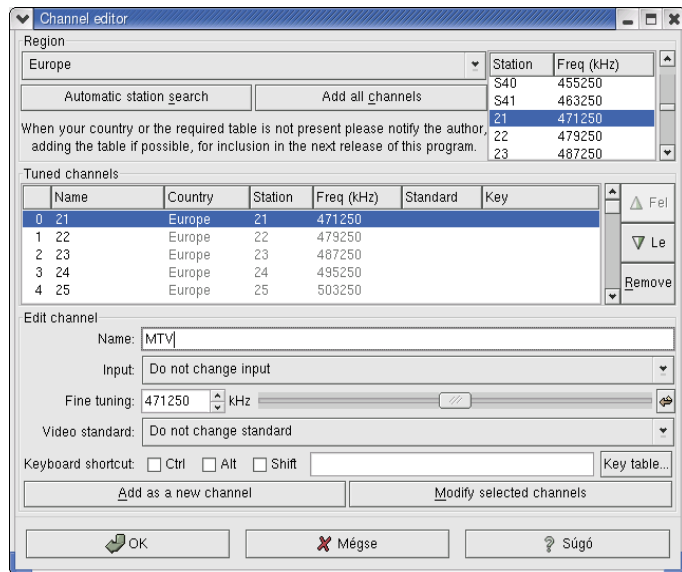 Channel editor
Region
Europe
Station Freq (kHz)
S40 455250
S41 463250
21 471250
22 479250
23 487250
Automatic station search
Add all channels
When your country or the required table is not present please notify the author,
adding the table if possible, for inclusion in the next release of this program.
Tuned channels
Name Country Station Freq (kHz) Standard Key
0 21 Europe 21 471250
1 22 Europe 22 479250
2 23 Europe 23 487250
3 24 Europe 24 495250
4 25 Europe 25 503250
Fel
Le
Remove
Edit channel
Name: MTV
Input: Do not change input
Fine tuning: 471250 kHz
Video standard: Do not change standard
Keyboard shortcut: Ctrl Alt Shift Key table...
Add as a new channel
Modify selected channels
OK
Mégse
Súgó